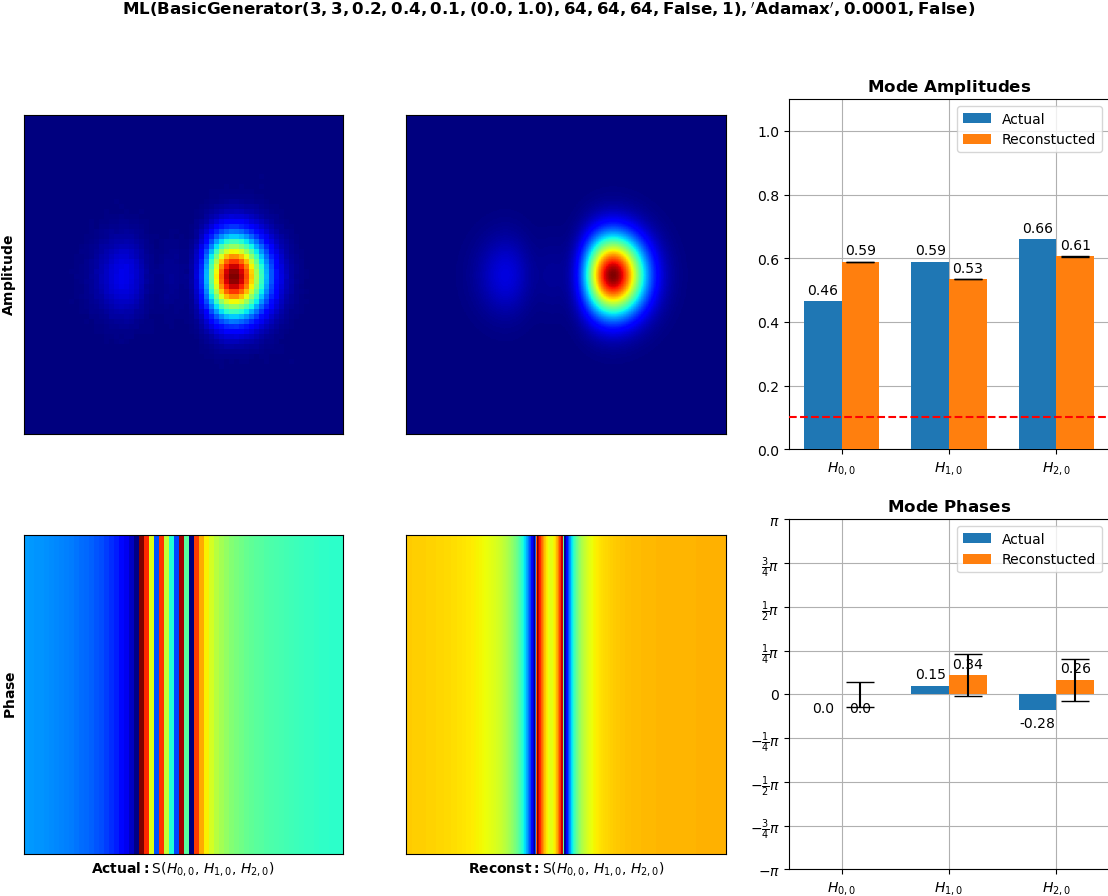 ML(BasicGenerator(3, 3, 0.2, 0.4, 0.1, (0.0, 1.0), 64, 64, 64, False, 1), ′Adamax′, 0.0001, False)
Amplitude
Mode Amplitudes
Actual
Reconstucted
1.0
0.8
0.6
0.4
0.2
0.0
0.46
0.59
0.59
0.53
0.66
0.61
H0,0
H1,0
H2,0
Phase
Actual: S(H0,0, H1,0, H2,0)
Reconst: S(H0,0, H1,0, H2,0)
Mode Phases
Actual
Reconstucted
π
3/4π
1/2π
1/4π
0
−1/4π
−1/2π
−3/4π
−π
0.0
0.0
0.15
0.34
-0.28
0.26
H0,0
H1,0
H2,0